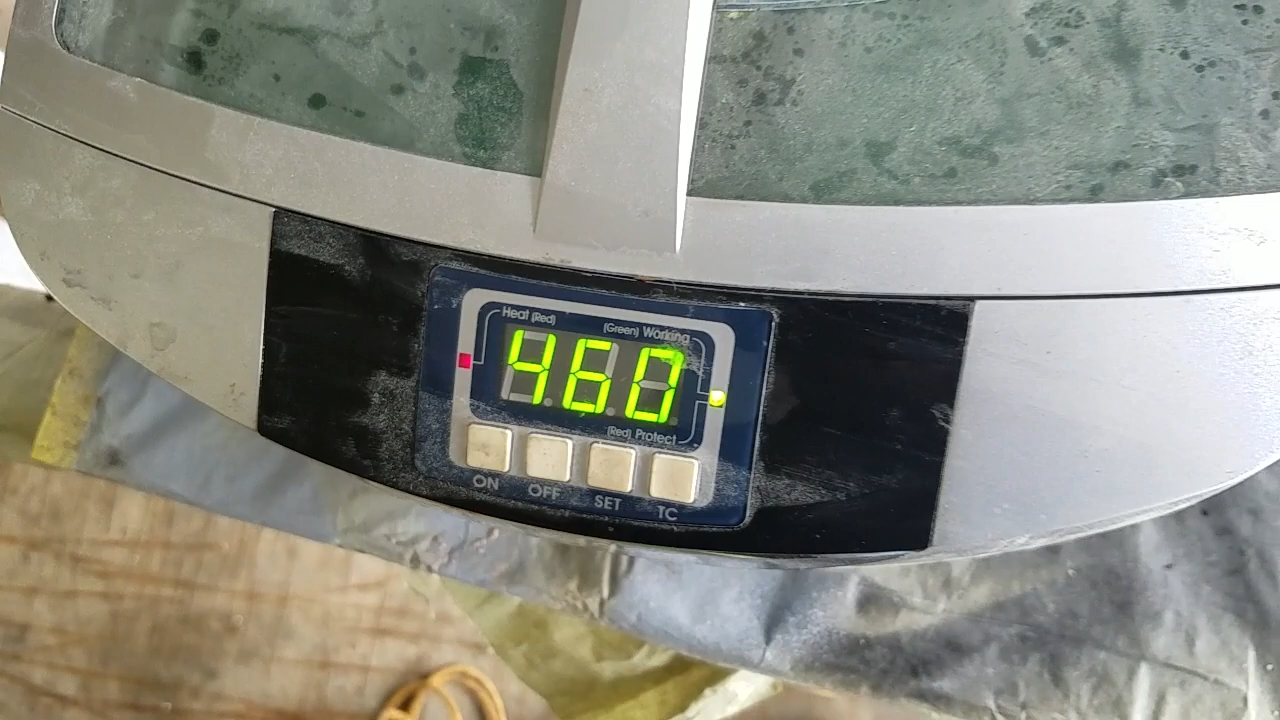 Heat (Red)
(Green) Working
460
(Red) Protect
ON OFF SET TC